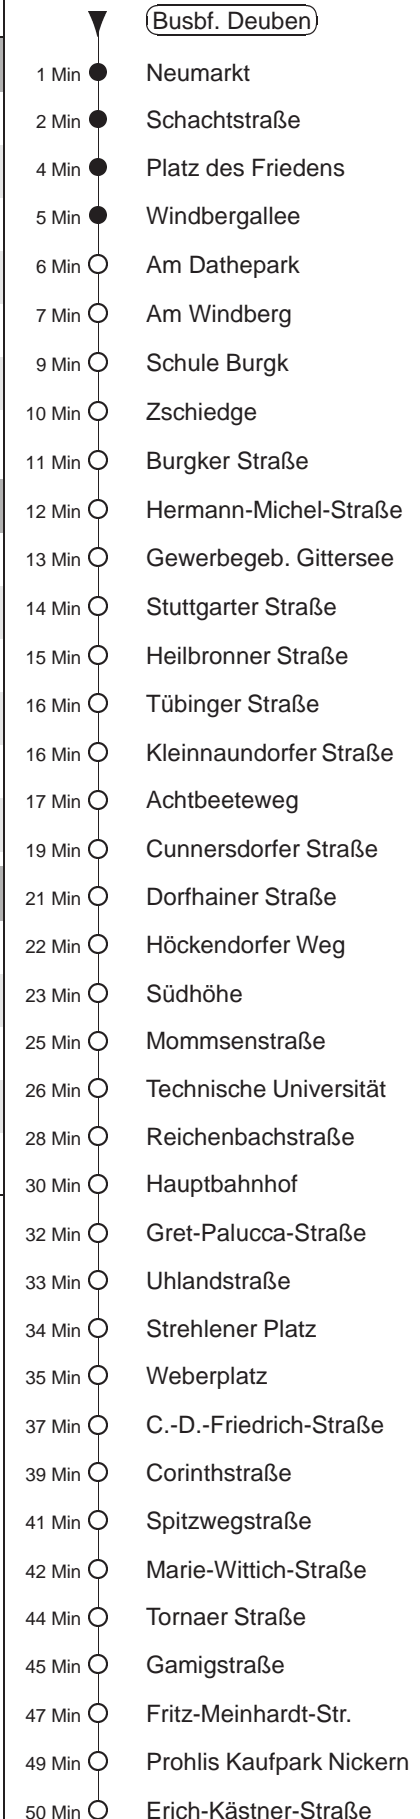 Busbf. Deuben
1 Min Neumarkt
2 Min Schachtstraße
4 Min Platz des Friedens
5 Min Windbergallee
6 Min Am Dathepark
7 Min Am Windberg
9 Min Schule Burgk
10 Min Zschiedge
11 Min Burgker Straße
12 Min Hermann-Michel-Straße
13 Min Gewerbegeb. Gittersee
14 Min Stuttgarter Straße
15 Min Heilbronner Straße
16 Min Tübinger Straße
16 Min Kleinnaundorfer Straße
17 Min Achtbeeteweg
19 Min Cunnersdorfer Straße
21 Min Dorfhainer Straße
22 Min Höckendorfer Weg
23 Min Südhöhe
25 Min Mommsenstraße
26 Min Technische Universität
28 Min Reichenbachstraße
30 Min Hauptbahnhof
32 Min Gret-Palucca-Straße
33 Min Uhlandstraße
34 Min Strehlener Platz
35 Min Weberplatz
37 Min C.-D.-Friedrich-Straße
39 Min Corinthstraße
41 Min Spitzwegstraße
42 Min Marie-Wittich-Straße
44 Min Tornaer Straße
45 Min Gamigstraße
47 Min Fritz-Meinhardt-Str.
49 Min Prohlis Kaufpark Nickern
50 Min Erich-Kästner-Straße